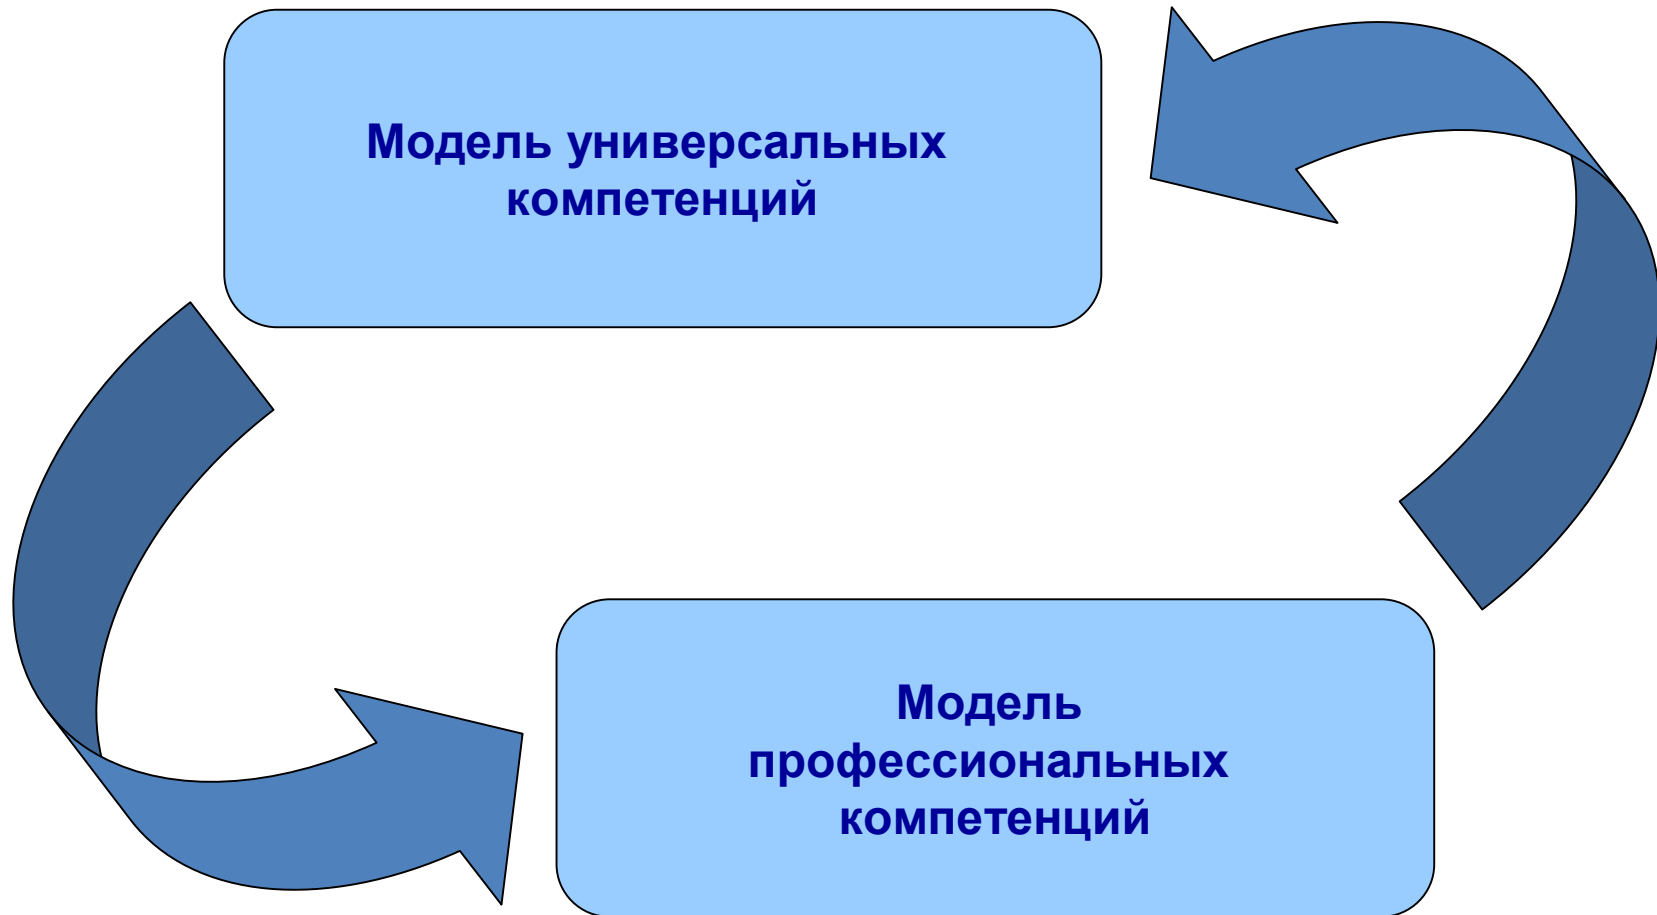 Модель универсальных
компетенций
Модель
профессиональных
компетенций